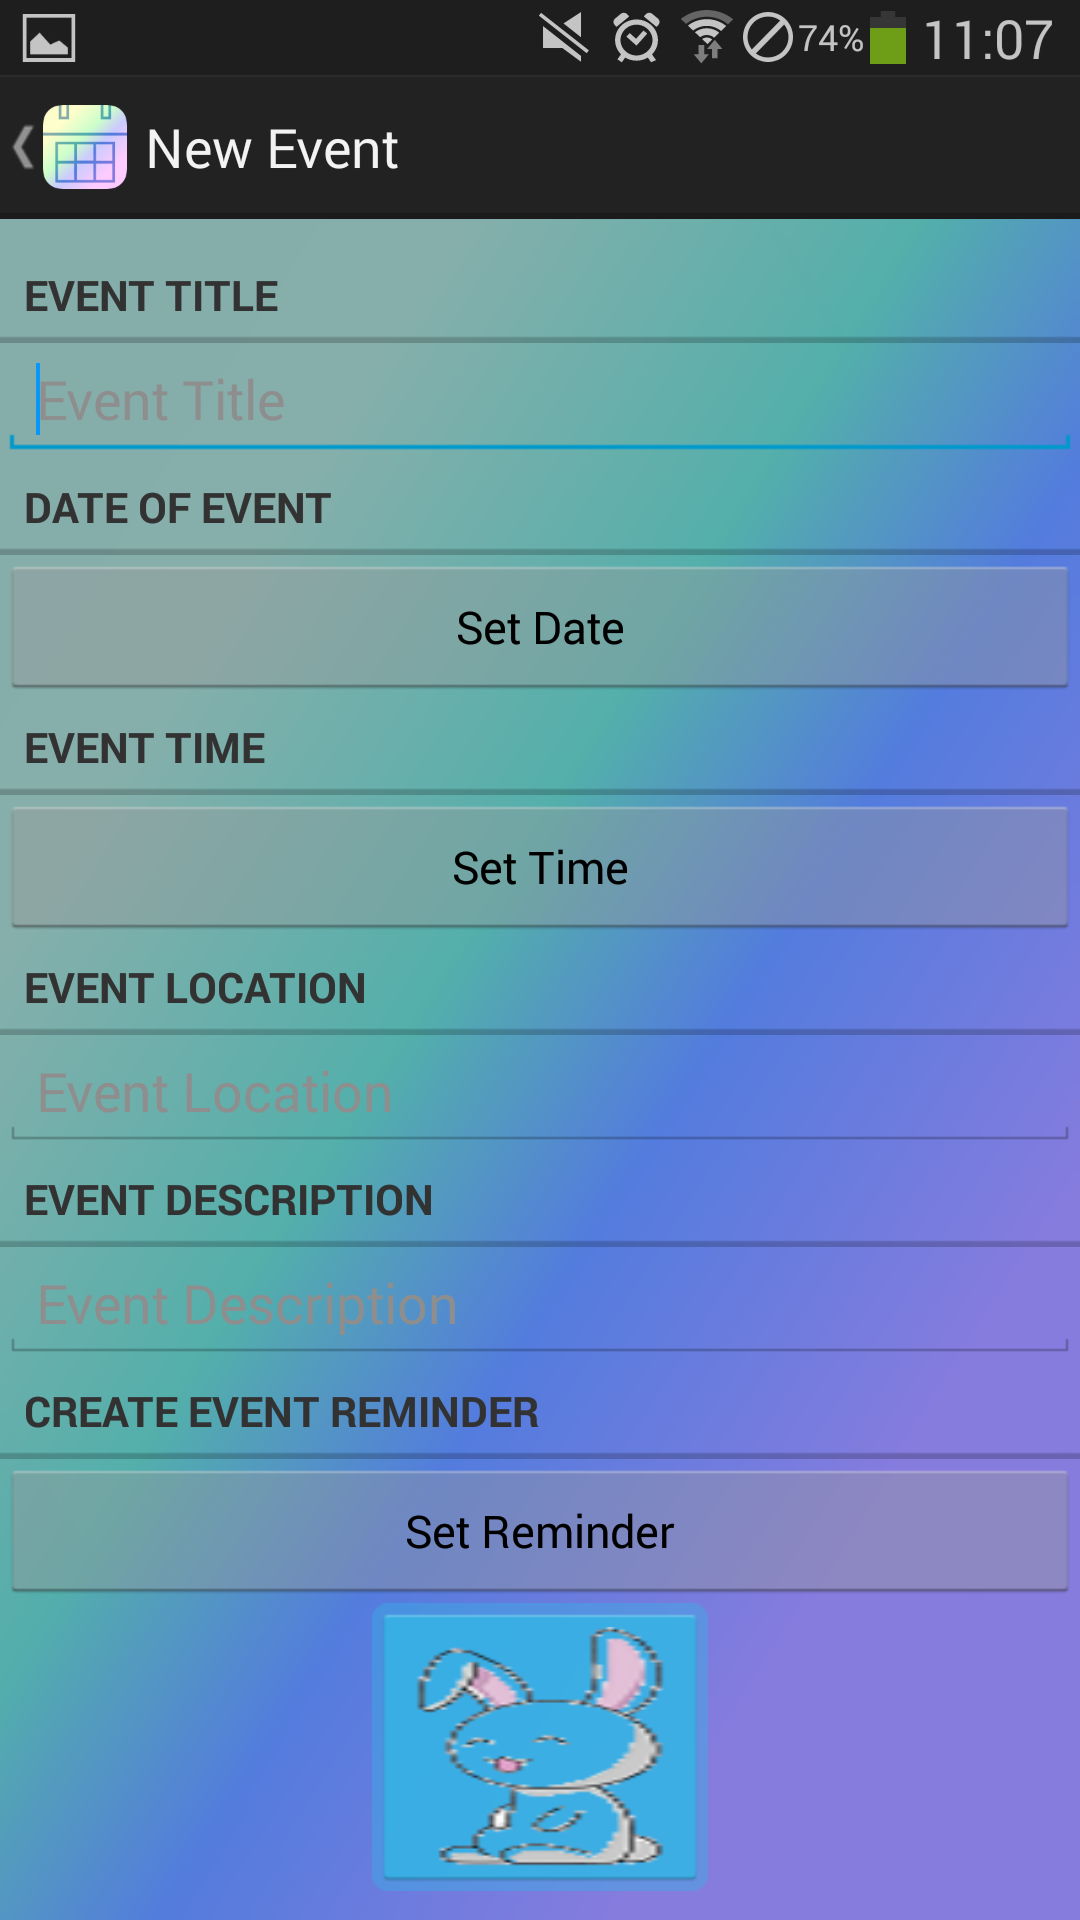 74% 11:07
New Event
EVENT TITLE
Event Title
DATE OF EVENT
Set Date
EVENT TIME
Set Time
EVENT LOCATION
Event Location
EVENT DESCRIPTION
Event Description
CREATE EVENT REMINDER
Set Reminder